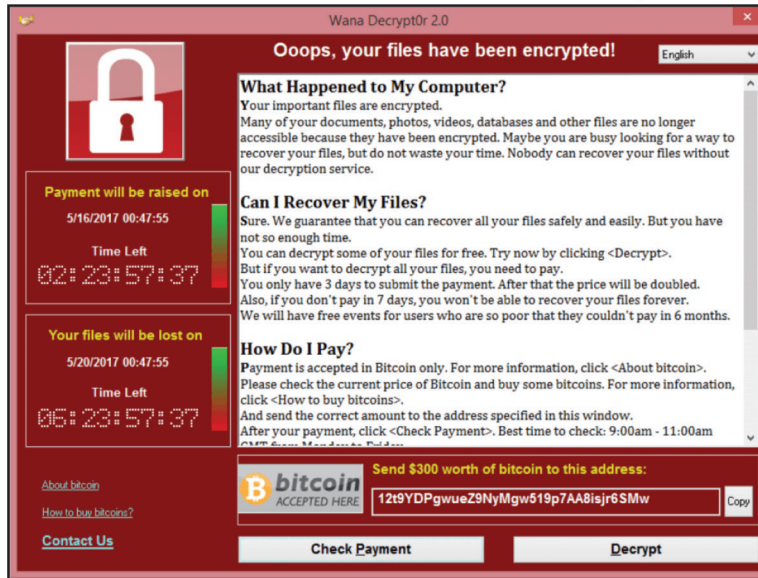 Wana Decrypt0r 2.0
Ooops, your files have been encrypted!
English
What Happened to My Computer?
Your important files are encrypted.
Many of your documents, photos, videos, databases and other files are no longer
accessible because they have been encrypted. Maybe you are busy looking for a way to
recover your files, but do not waste your time. Nobody can recover your files without
our decryption service.
Can I Recover My Files?
Sure. We guarantee that you can recover all your files safely and easily. But you have
not so enough time.
You can decrypt some of your files for free. Try now by clicking <Decrypt>.
But if you want to decrypt all your files, you need to pay.
You only have 3 days to submit the payment. After that the price will be doubled.
Also, if you don't pay in 7 days, you won't be able to recover your files forever.
We will have free events for users who are so poor that they couldn't pay in 6 months.
How Do I Pay?
Payment is accepted in Bitcoin only. For more information, click <About bitcoin>.
Please check the current price of Bitcoin and buy some bitcoins. For more information,
click <How to buy bitcoins>.
And send the correct amount to the address specified in this window.
After your payment, click <Check Payment>. Best time to check: 9:00am - 11:00am
GMT from Monday to Friday
Payment will be raised on
5/16/2017 00:47:55
Time Left
02:23:57:37
Your files will be lost on
5/20/2017 00:47:55
Time Left
06:23:57:37
About bitcoin
How to buy bitcoins?
Contact Us
bitcoin
ACCEPTED HERE
Send $300 worth of bitcoin to this address:
12t9YDPgwueZ9NyMgw519p7AA8isjr6SMw
Copy
Check Payment
Decrypt